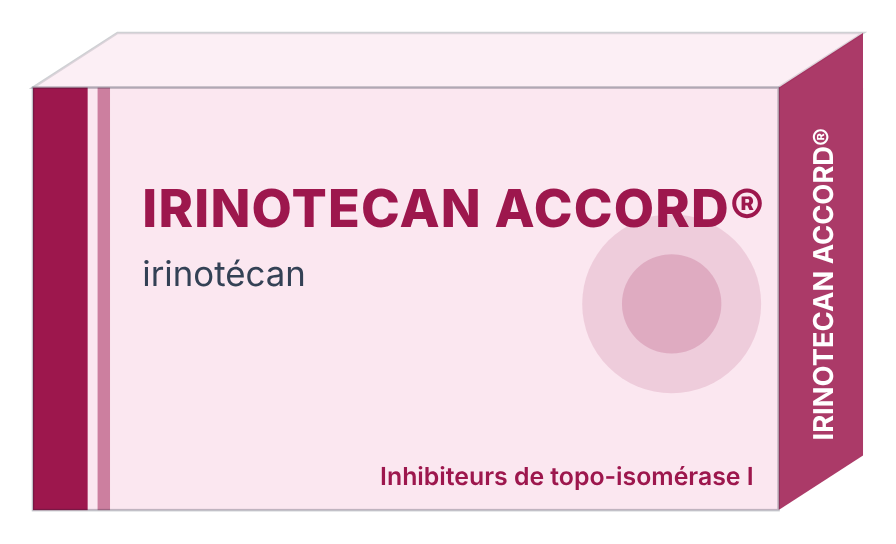 IRINOTECAN ACCORD®
irinotécan
Inhibiteurs de topo-isomérase I
IRINOTECAN ACCORD®